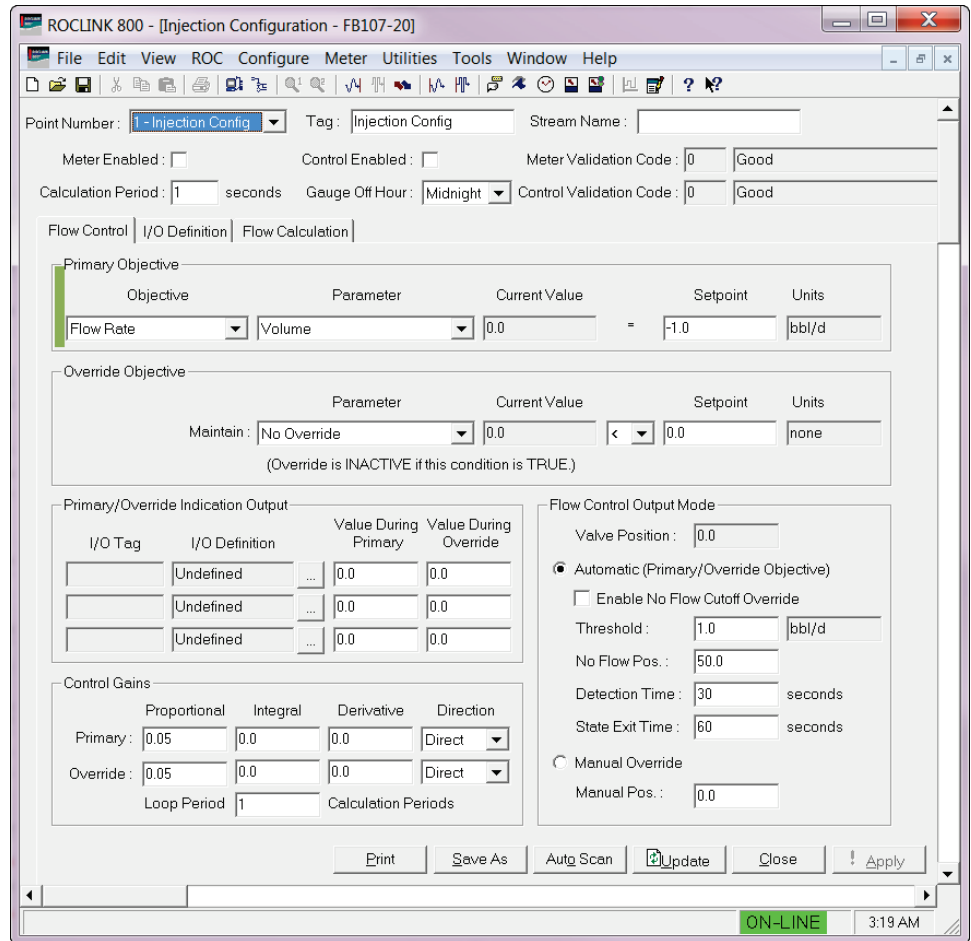 ROCLINK 800 - [Injection Configuration - FB107-20]
File Edit View ROC Configure Meter Utilities Tools Window Help
Point Number : 1 - Injection Config Tag : Injection Config Stream Name :
Meter Enabled : Control Enabled : Meter Validation Code : 0 Good
Calculation Period : 1 seconds Gauge Off Hour : Midnight Control Validation Code : 0 Good
Flow Control I/O Definition Flow Calculation
Primary Objective
Objective Parameter Current Value Setpoint Units
Flow Rate Volume 0.0 = -1.0 bbl/d
Override Objective
Parameter Current Value Setpoint Units
Maintain : No Override 0.0 < 0.0 none
(Override is INACTIVE if this condition is TRUE.)
Primary/Override Indication Output
I/O Tag I/O Definition Value During Primary Value During Override
Undefined ... 0.0 0.0
Undefined ... 0.0 0.0
Undefined ... 0.0 0.0
Control Gains
Proportional Integral Derivative Direction
Primary : 0.05 0.0 0.0 Direct
Override : 0.05 0.0 0.0 Direct
Loop Period 1 Calculation Periods
Flow Control Output Mode
Valve Position : 0.0
Automatic (Primary/Override Objective)
Enable No Flow Cutoff Override
Threshold : 1.0 bbl/d
No Flow Pos. : 50.0
Detection Time : 30 seconds
State Exit Time : 60 seconds
Manual Override
Manual Pos. : 0.0
Print Save As Auto Scan Update Close ! Apply
ON-LINE 3:19 AM